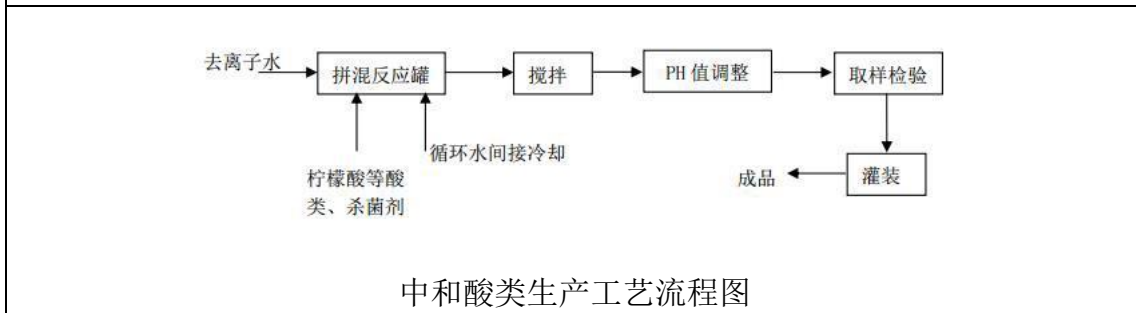 去离子水
拼混反应罐
搅拌
PH 值调整
取样检验
循环水间接冷却
柠檬酸等酸
类、杀菌剂
成品
灌装
中和酸类生产工艺流程图